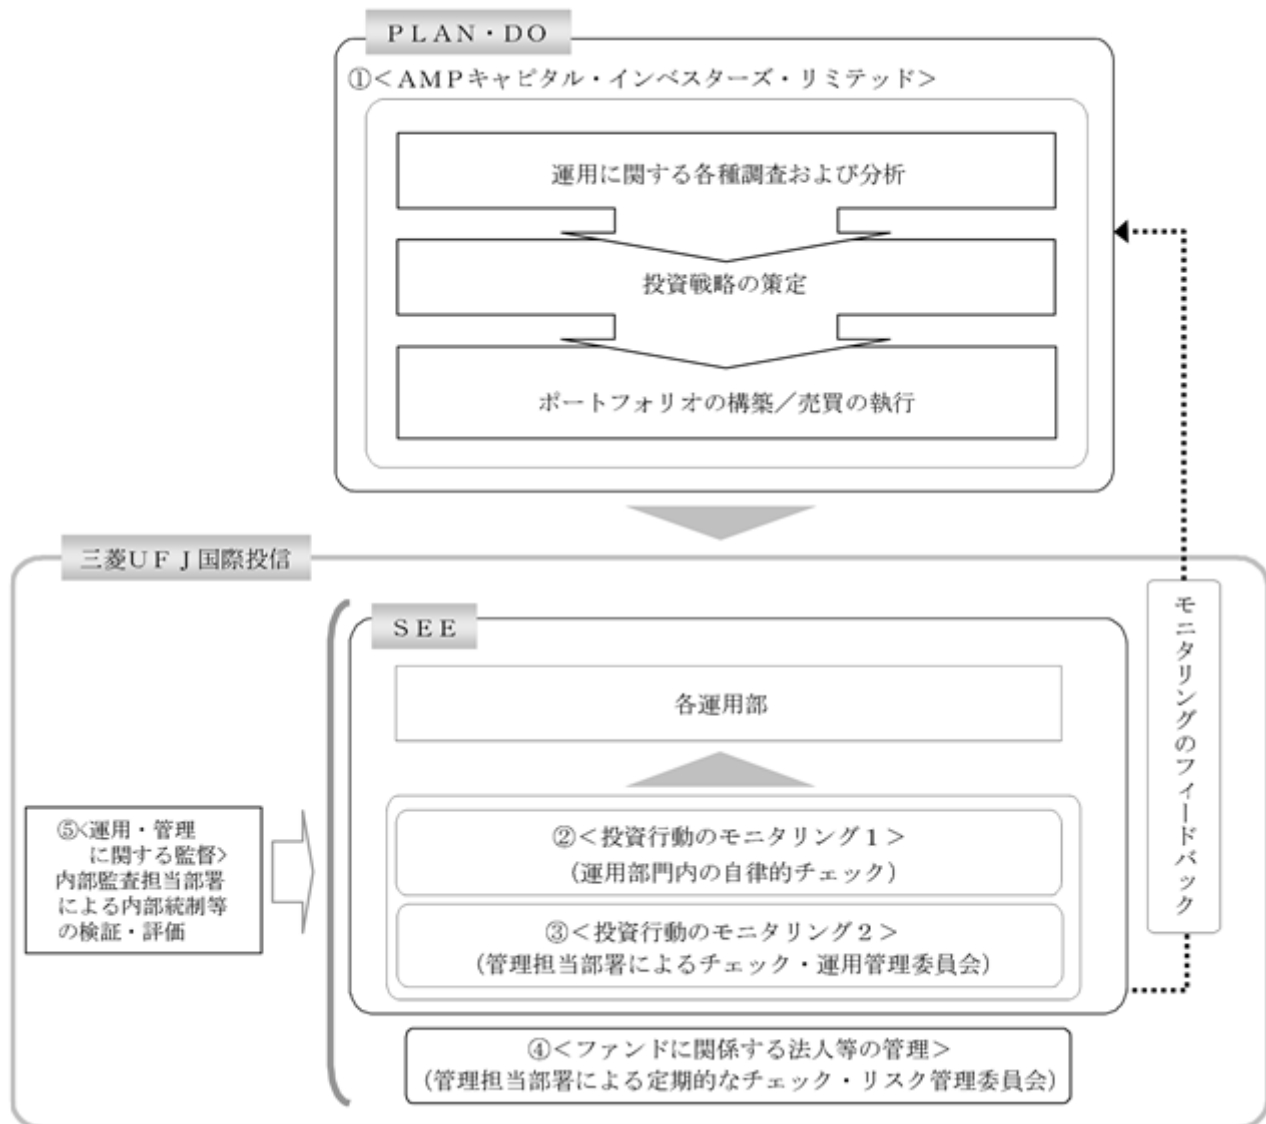 ＰＬＡＮ・ＤＯ
①＜ＡＭＰキャピタル・インベスターズ・リミテッド＞
運用に関する各種調査および分析
投資戦略の策定
ポートフォリオの構築／売買の執行
三菱ＵＦＪ国際投信
ＳＥＥ
各運用部
②＜投資行動のモニタリング１＞
（運用部門内の自律的チェック）
③＜投資行動のモニタリング２＞
（管理担当部署によるチェック・運用管理委員会）
④＜ファンドに関係する法人等の管理＞
（管理担当部署による定期的なチェック・リスク管理委員会）
⑤＜運用・管理
に関する監督＞
内部監査担当部署
による内部統制等
の検証・評価
モニタリングのフィードバック